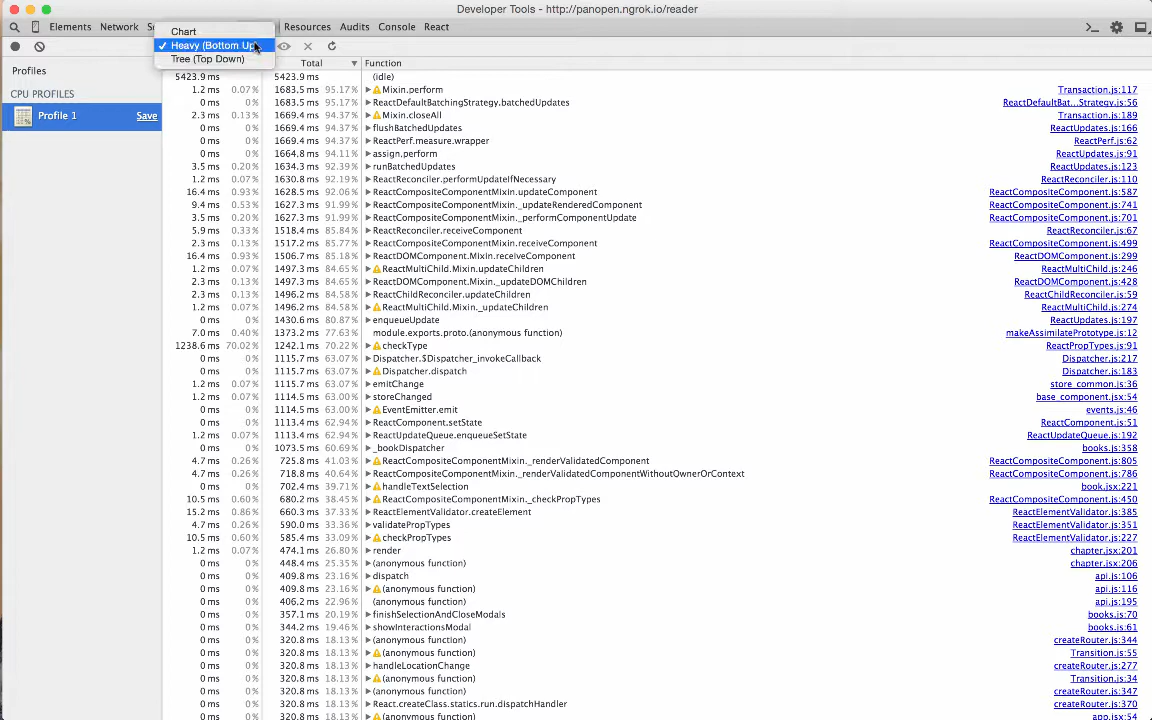 Developer Tools - http://panopen.ngrok.io/reader
Elements Network Resources Audits Console React
Chart
✓ Heavy (Bottom Up)
Tree (Top Down)
Profiles
CPU PROFILES
Profile 1 Save
Total Function
5423.9 ms 5423.9 ms (idle)
1.2 ms 0.07% 1683.5 ms 95.17% Mixin.perform Transaction.js:117
0 ms 0% 1683.5 ms 95.17% ReactDefaultBatchingStrategy.batchedUpdates ReactDefaultBat…Strategy.js:56
2.3 ms 0.13% 1669.4 ms 94.37% Mixin.closeAll Transaction.js:189
0 ms 0% 1669.4 ms 94.37% flushBatchedUpdates ReactUpdates.js:166
0 ms 0% 1669.4 ms 94.37% ReactPerf.measure.wrapper ReactPerf.js:62
0 ms 0% 1664.8 ms 94.11% assign.perform ReactUpdates.js:91
3.5 ms 0.20% 1634.3 ms 92.39% runBatchedUpdates ReactUpdates.js:123
1.2 ms 0.07% 1630.8 ms 92.19% ReactReconciler.performUpdateIfNecessary ReactReconciler.js:110
16.4 ms 0.93% 1628.5 ms 92.06% ReactCompositeComponentMixin.updateComponent ReactCompositeComponent.js:587
9.4 ms 0.53% 1627.3 ms 91.99% ReactCompositeComponentMixin._updateRenderedComponent ReactCompositeComponent.js:741
3.5 ms 0.20% 1627.3 ms 91.99% ReactCompositeComponentMixin._performComponentUpdate ReactCompositeComponent.js:701
5.9 ms 0.33% 1518.4 ms 85.84% ReactReconciler.receiveComponent ReactReconciler.js:67
2.3 ms 0.13% 1517.2 ms 85.77% ReactCompositeComponentMixin.receiveComponent ReactCompositeComponent.js:499
16.4 ms 0.93% 1506.7 ms 85.18% ReactDOMComponent.Mixin.receiveComponent ReactDOMComponent.js:299
1.2 ms 0.07% 1497.3 ms 84.65% ReactMultiChild.Mixin.updateChildren ReactMultiChild.js:246
2.3 ms 0.13% 1497.3 ms 84.65% ReactDOMComponent.Mixin._updateDOMChildren ReactDOMComponent.js:428
2.3 ms 0.13% 1496.2 ms 84.58% ReactChildReconciler.updateChildren ReactChildReconciler.js:59
1.2 ms 0.07% 1496.2 ms 84.58% ReactMultiChild.Mixin._updateChildren ReactMultiChild.js:274
0 ms 0% 1430.6 ms 80.87% enqueueUpdate ReactUpdates.js:197
7.0 ms 0.40% 1373.2 ms 77.63% module.exports.proto.(anonymous function) makeAssimilatePrototype.js:12
1238.6 ms 70.02% 1242.1 ms 70.22% checkType ReactPropTypes.js:91
0 ms 0% 1115.7 ms 63.07% Dispatcher.$Dispatcher_invokeCallback Dispatcher.js:217
0 ms 0% 1115.7 ms 63.07% Dispatcher.dispatch Dispatcher.js:183
1.2 ms 0.07% 1115.7 ms 63.07% emitChange store_common.js:36
1.2 ms 0.07% 1114.5 ms 63.00% storeChanged base_component.jsx:54
0 ms 0% 1114.5 ms 63.00% EventEmitter.emit events.js:46
0 ms 0% 1113.4 ms 62.94% ReactComponent.setState ReactComponent.js:51
1.2 ms 0.07% 1113.4 ms 62.94% ReactUpdateQueue.enqueueSetState ReactUpdateQueue.js:192
0 ms 0% 1073.5 ms 60.69% _bookDispatcher books.js:358
4.7 ms 0.26% 725.8 ms 41.03% ReactCompositeComponentMixin._renderValidatedComponent ReactCompositeComponent.js:805
4.7 ms 0.26% 718.8 ms 40.64% ReactCompositeComponentMixin._renderValidatedComponentWithoutOwnerOrContext ReactCompositeComponent.js:786
0 ms 0% 702.4 ms 39.71% handleTextSelection book.jsx:221
10.5 ms 0.60% 680.2 ms 38.45% ReactCompositeComponentMixin._checkPropTypes ReactCompositeComponent.js:450
15.2 ms 0.86% 660.3 ms 37.33% ReactElementValidator.createElement ReactElementValidator.js:385
4.7 ms 0.26% 590.0 ms 33.36% validatePropTypes ReactElementValidator.js:351
10.5 ms 0.60% 585.4 ms 33.09% checkPropTypes ReactElementValidator.js:227
1.2 ms 0.07% 474.1 ms 26.80% render chapter.jsx:201
0 ms 0% 448.4 ms 25.35% (anonymous function) chapter.jsx:206
0 ms 0% 409.8 ms 23.16% dispatch api.js:106
0 ms 0% 409.8 ms 23.16% (anonymous function) api.js:116
0 ms 0% 406.2 ms 22.96% (anonymous function) api.js:195
0 ms 0% 357.1 ms 20.19% finishSelectionAndCloseModals books.js:70
0 ms 0% 344.2 ms 19.46% showInteractionsModal books.js:61
0 ms 0% 320.8 ms 18.13% (anonymous function) createRouter.js:344
0 ms 0% 320.8 ms 18.13% (anonymous function) Transition.js:55
0 ms 0% 320.8 ms 18.13% handleLocationChange createRouter.js:277
0 ms 0% 320.8 ms 18.13% (anonymous function) Transition.js:34
0 ms 0% 320.8 ms 18.13% (anonymous function) createRouter.js:347
0 ms 0% 320.8 ms 18.13% React.createClass.statics.run.dispatchHandler createRouter.js:370
0 ms 0% 320.8 ms 18.13% (anonymous function) app.jsx:54